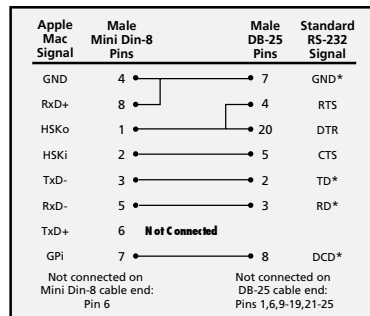 Apple Mac Signal Male Mini Din-8 Pins Male DB-25 Pins Standard RS-232 Signal
GND 4 7 GND*
RxD+ 8 4 RTS
HSKo 1 20 DTR
HSKi 2 5 CTS
TxD- 3 2 TD*
RxD- 5 3 RD*
TxD+ 6 Not Connected
GPi 7 8 DCD*
Not connected on
Mini Din-8 cable end:
Pin 6
Not connected on
DB-25 cable end:
Pins 1,6,9-19,21-25